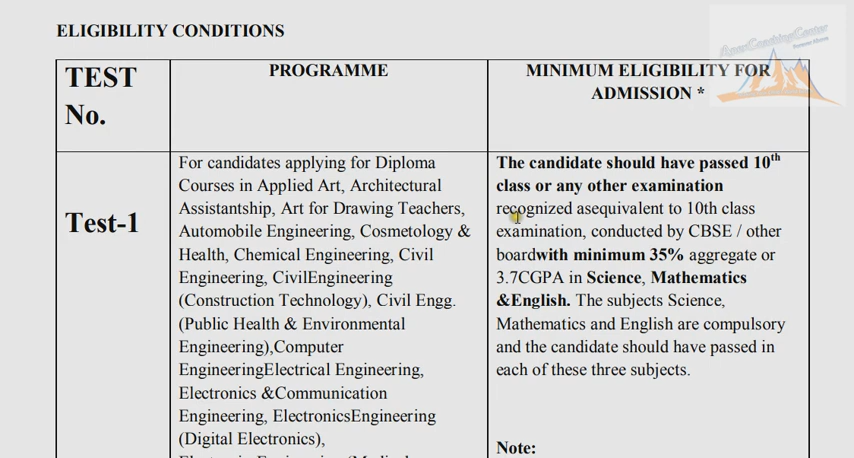 ELIGIBILITY CONDITIONS
TEST
No.
PROGRAMME
MINIMUM ELIGIBILITY FOR
ADMISSION *
Test-1
For candidates applying for Diploma
Courses in Applied Art, Architectural
Assistantship, Art for Drawing Teachers,
Automobile Engineering, Cosmetology &
Health, Chemical Engineering, Civil
Engineering, CivilEngineering
(Construction Technology), Civil Engg.
(Public Health & Environmental
Engineering),Computer
EngineeringElectrical Engineering,
Electronics &Communication
Engineering, ElectronicsEngineering
(Digital Electronics),
The candidate should have passed 10th
class or any other examination
recognized asequivalent to 10th class
examination, conducted by CBSE / other
boardwith minimum 35% aggregate or
3.7CGPA in Science, Mathematics
&English. The subjects Science,
Mathematics and English are compulsory
and the candidate should have passed in
each of these three subjects.
Note:
ApexCoachingCenter